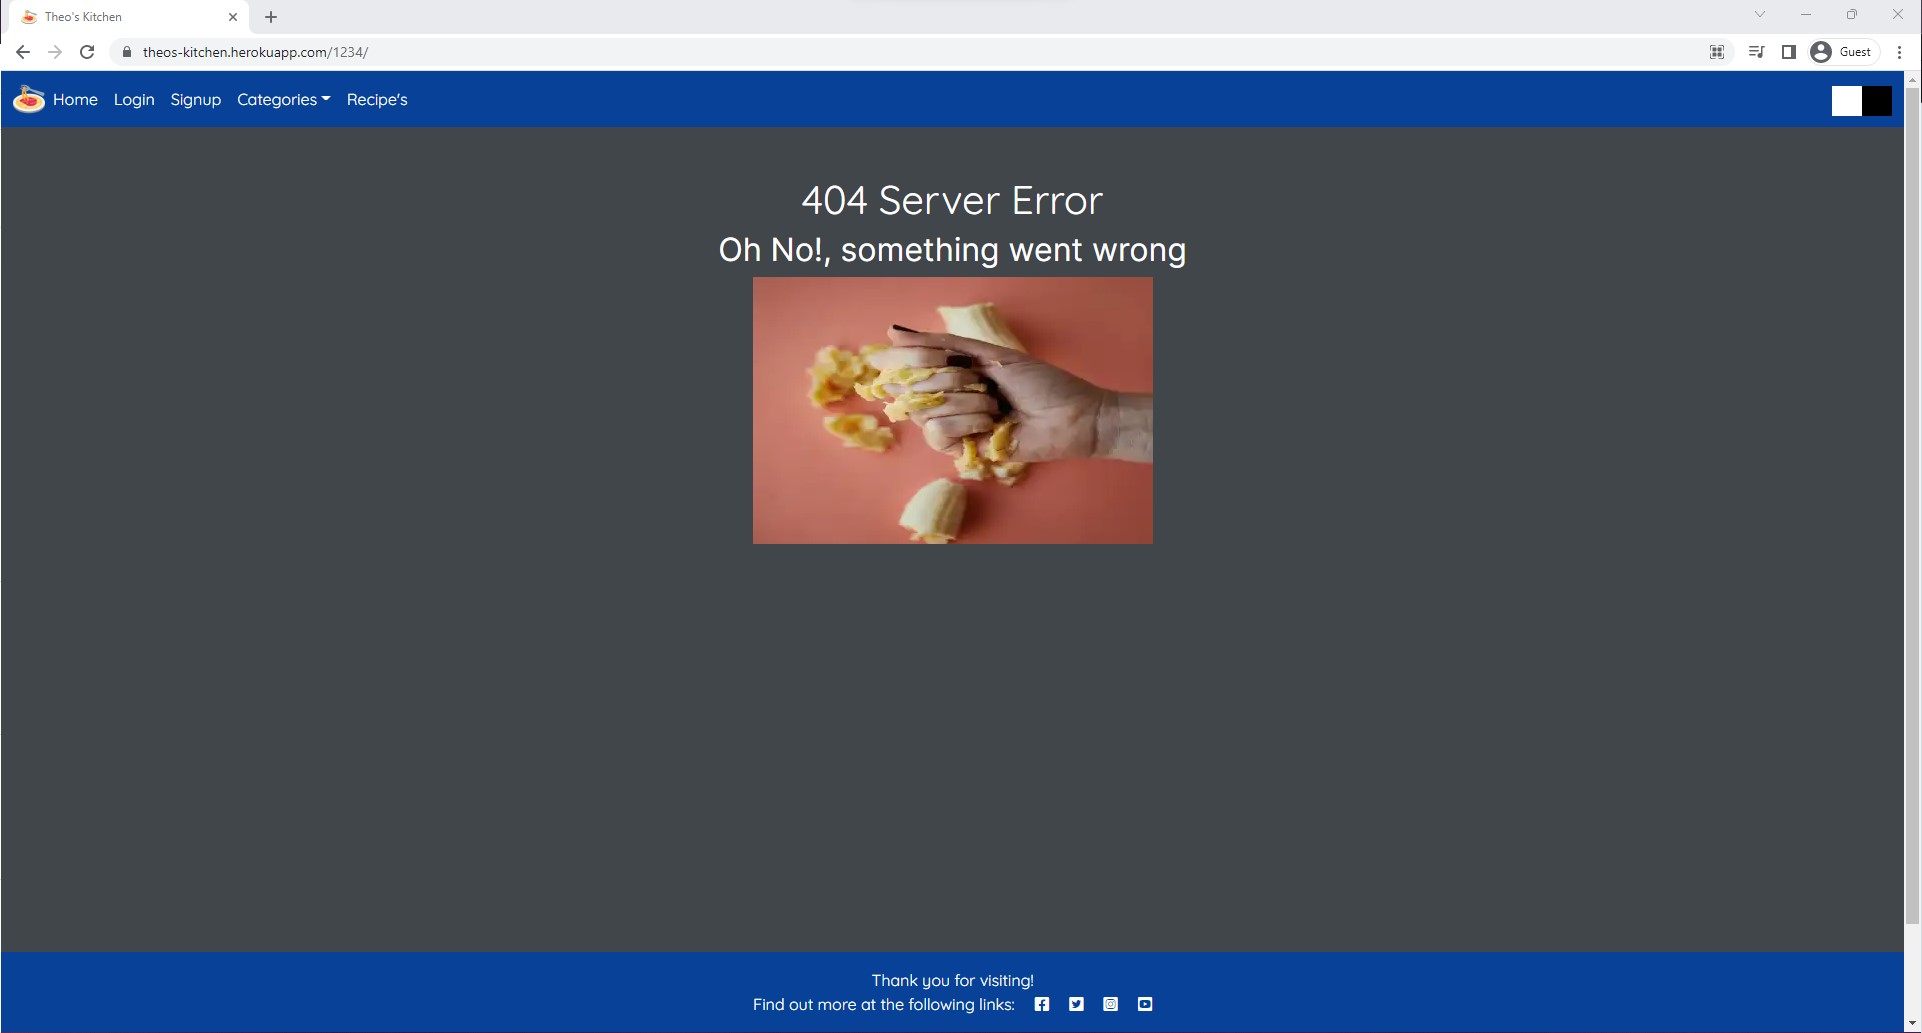 Theo's Kitchen
theos-kitchen.herokuapp.com/1234/
Guest
Home Login Signup Categories Recipe's
404 Server Error
Oh No!, something went wrong
Thank you for visiting!
Find out more at the following links: